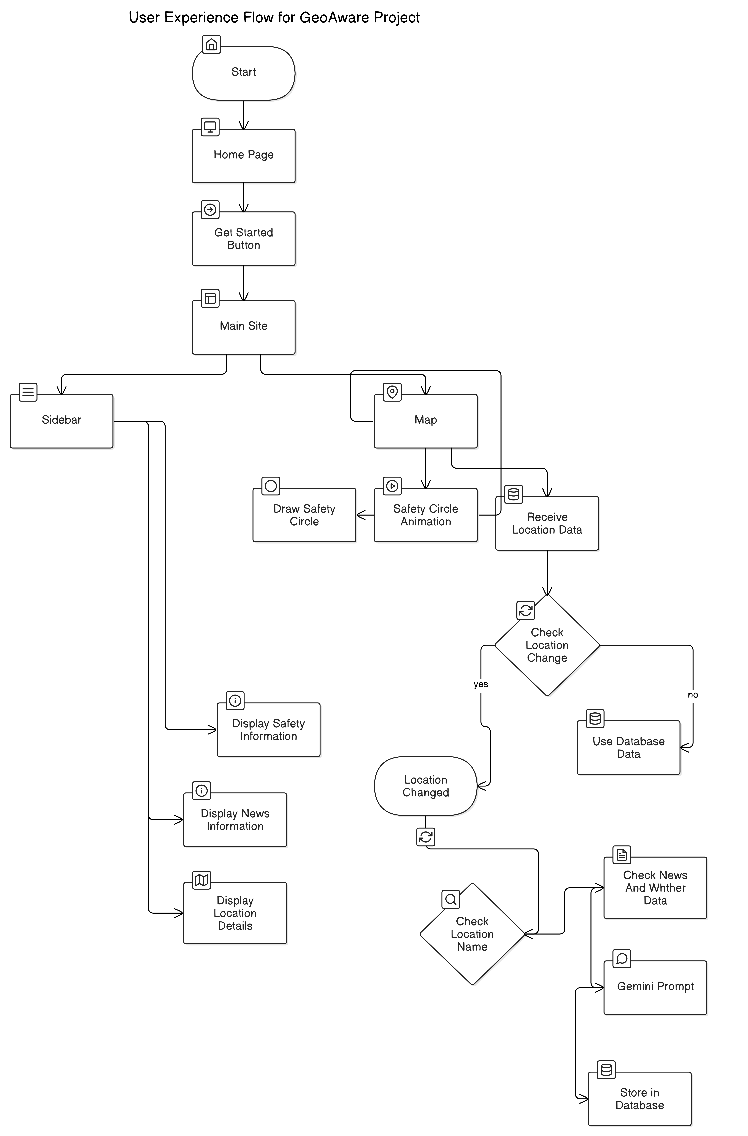 User Experience Flow for GeoAware Project
Start
Home Page
Get Started
Button
Main Site
Sidebar
Map
Draw Safety
Circle
Safety Circle
Animation
Receive
Location Data
Check
Location
Change
yes
no
Display Safety
Information
Use Database
Data
Location
Changed
Display News
Information
Display
Location
Details
Check
Location
Name
Check News
And Whther
Data
Gemini Prompt
Store in
Database